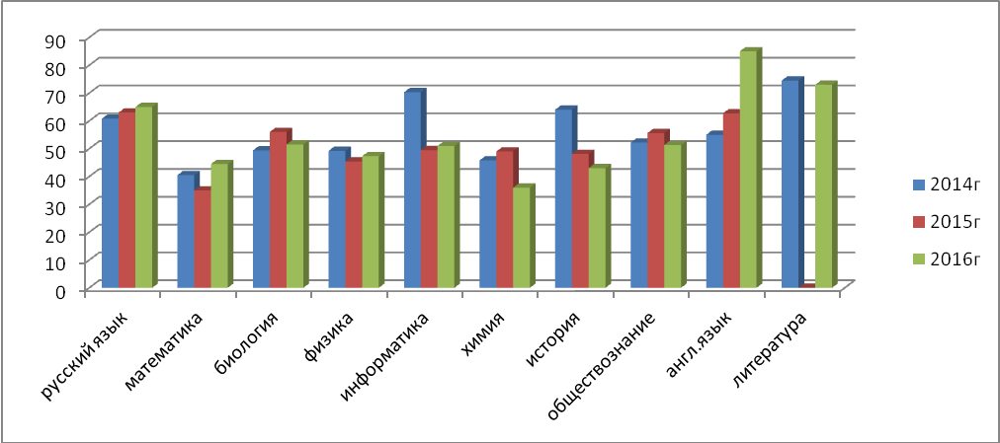 90
80
70
60
50
40
30
20
10
0
русский язык
математика
биология
физика
информатика
химия
история
обществознание
англ.язык
литература
2014г
2015г
2016г